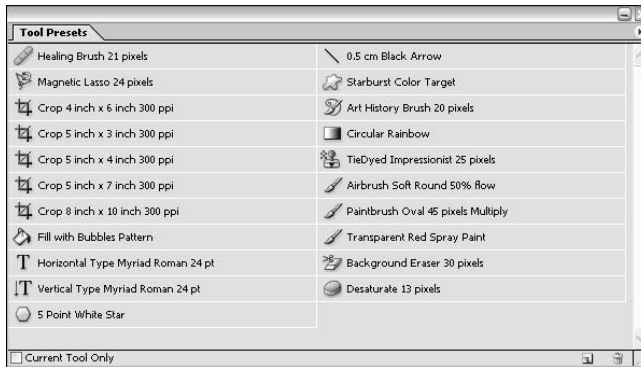 Tool Presets
Healing Brush 21 pixels
Magnetic Lasso 24 pixels
Crop 4 inch x 6 inch 300 ppi
Crop 5 inch x 3 inch 300 ppi
Crop 5 inch x 4 inch 300 ppi
Crop 5 inch x 7 inch 300 ppi
Crop 8 inch x 10 inch 300 ppi
Fill with Bubbles Pattern
Horizontal Type Myriad Roman 24 pt
Vertical Type Myriad Roman 24 pt
5 Point White Star
0.5 cm Black Arrow
Starburst Color Target
Art History Brush 20 pixels
Circular Rainbow
TieDyed Impressionist 25 pixels
Airbrush Soft Round 50% flow
Paintbrush Oval 45 pixels Multiply
Transparent Red Spray Paint
Background Eraser 30 pixels
Desaturate 13 pixels
Current Tool Only